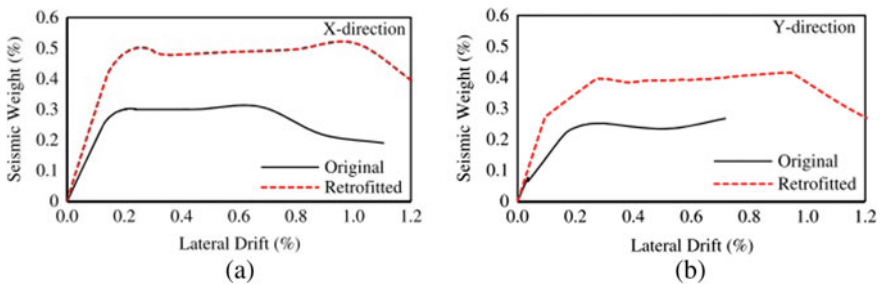 0.6
0.5
0.4
0.3
0.2
0.1
0
Seismic Weight (%)
X-direction
Original
Retrofitted
0.0 0.2 0.4 0.6 0.8 1.0 1.2
Lateral Drift (%)
(a)
0.6
0.5
0.4
0.3
0.2
0.1
0
Seismic Weight (%)
Y-direction
Original
Retrofitted
0.0 0.2 0.4 0.6 0.8 1.0 1.2
Lateral Drift (%)
(b)